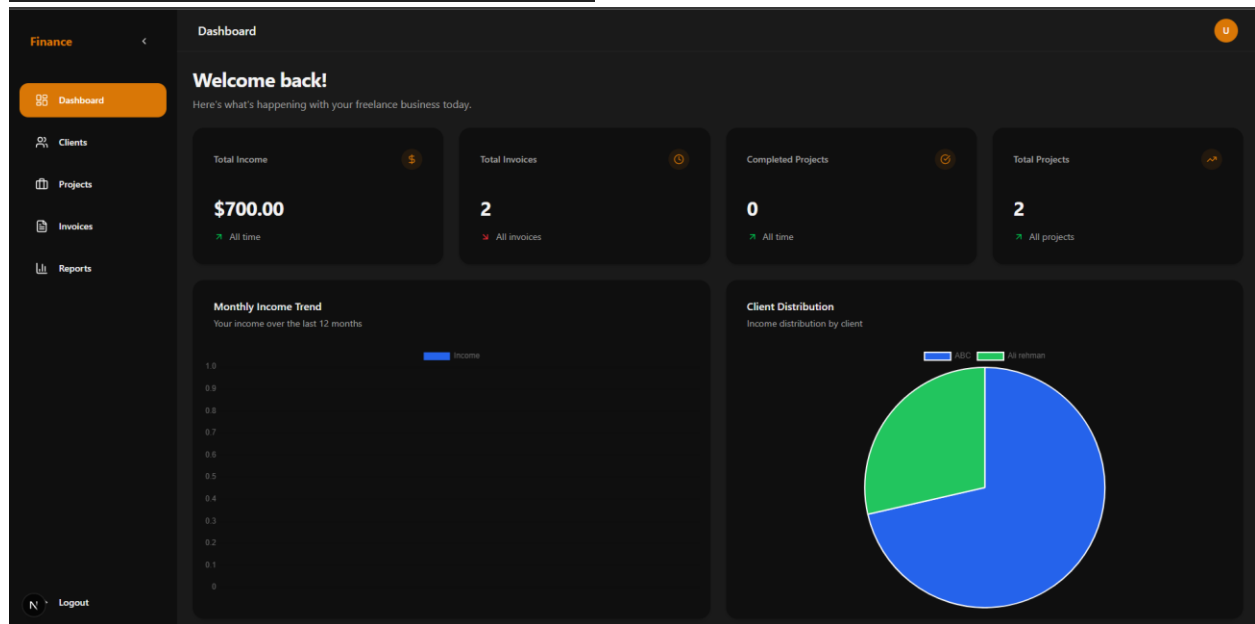 Finance
Dashboard
U
Dashboard
Clients
Projects
Invoices
Reports
N
Logout
Welcome back!
Here's what's happening with your freelance business today.
Total Income
$
$700.00
All time
Total Invoices
2
All invoices
Completed Projects
0
All time
Total Projects
2
All projects
Monthly Income Trend
Your income over the last 12 months
Income
1.0
0.9
0.8
0.7
0.6
0.5
0.4
0.3
0.2
0.1
0
Client Distribution
Income distribution by client
ABC Ali rehman